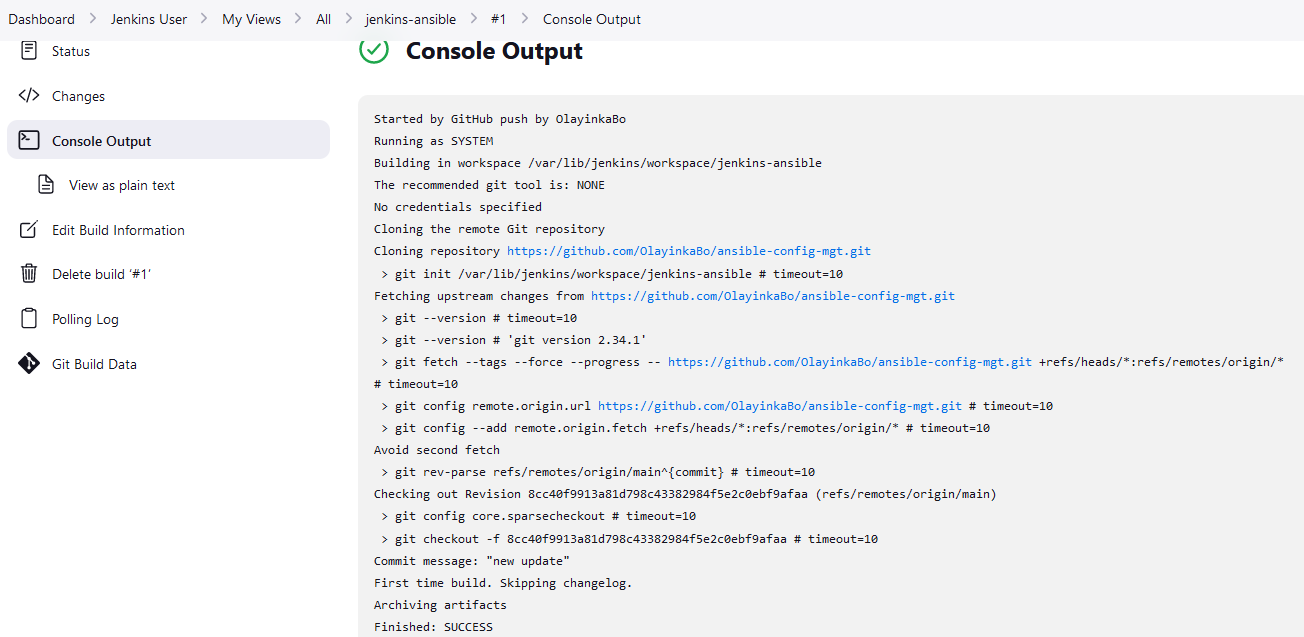 Dashboard > Jenkins User > My Views > All > jenkins-ansible > #1 > Console Output
Status
Changes
Console Output
View as plain text
Edit Build Information
Delete build ‘#1’
Polling Log
Git Build Data
Console Output
Started by GitHub push by OlayinkaBo
Running as SYSTEM
Building in workspace /var/lib/jenkins/workspace/jenkins-ansible
The recommended git tool is: NONE
No credentials specified
Cloning the remote Git repository
Cloning repository https://github.com/OlayinkaBo/ansible-config-mgt.git
> git init /var/lib/jenkins/workspace/jenkins-ansible # timeout=10
Fetching upstream changes from https://github.com/OlayinkaBo/ansible-config-mgt.git
> git --version # timeout=10
> git --version # 'git version 2.34.1'
> git fetch --tags --force --progress -- https://github.com/OlayinkaBo/ansible-config-mgt.git +refs/heads/*:refs/remotes/origin/*
# timeout=10
> git config remote.origin.url https://github.com/OlayinkaBo/ansible-config-mgt.git # timeout=10
> git config --add remote.origin.fetch +refs/heads/*:refs/remotes/origin/* # timeout=10
Avoid second fetch
> git rev-parse refs/remotes/origin/main^{commit} # timeout=10
Checking out Revision 8cc40f9913a81d798c43382984f5e2c0ebf9afaa (refs/remotes/origin/main)
> git config core.sparsecheckout # timeout=10
> git checkout -f 8cc40f9913a81d798c43382984f5e2c0ebf9afaa # timeout=10
Commit message: "new update"
First time build. Skipping changelog.
Archiving artifacts
Finished: SUCCESS